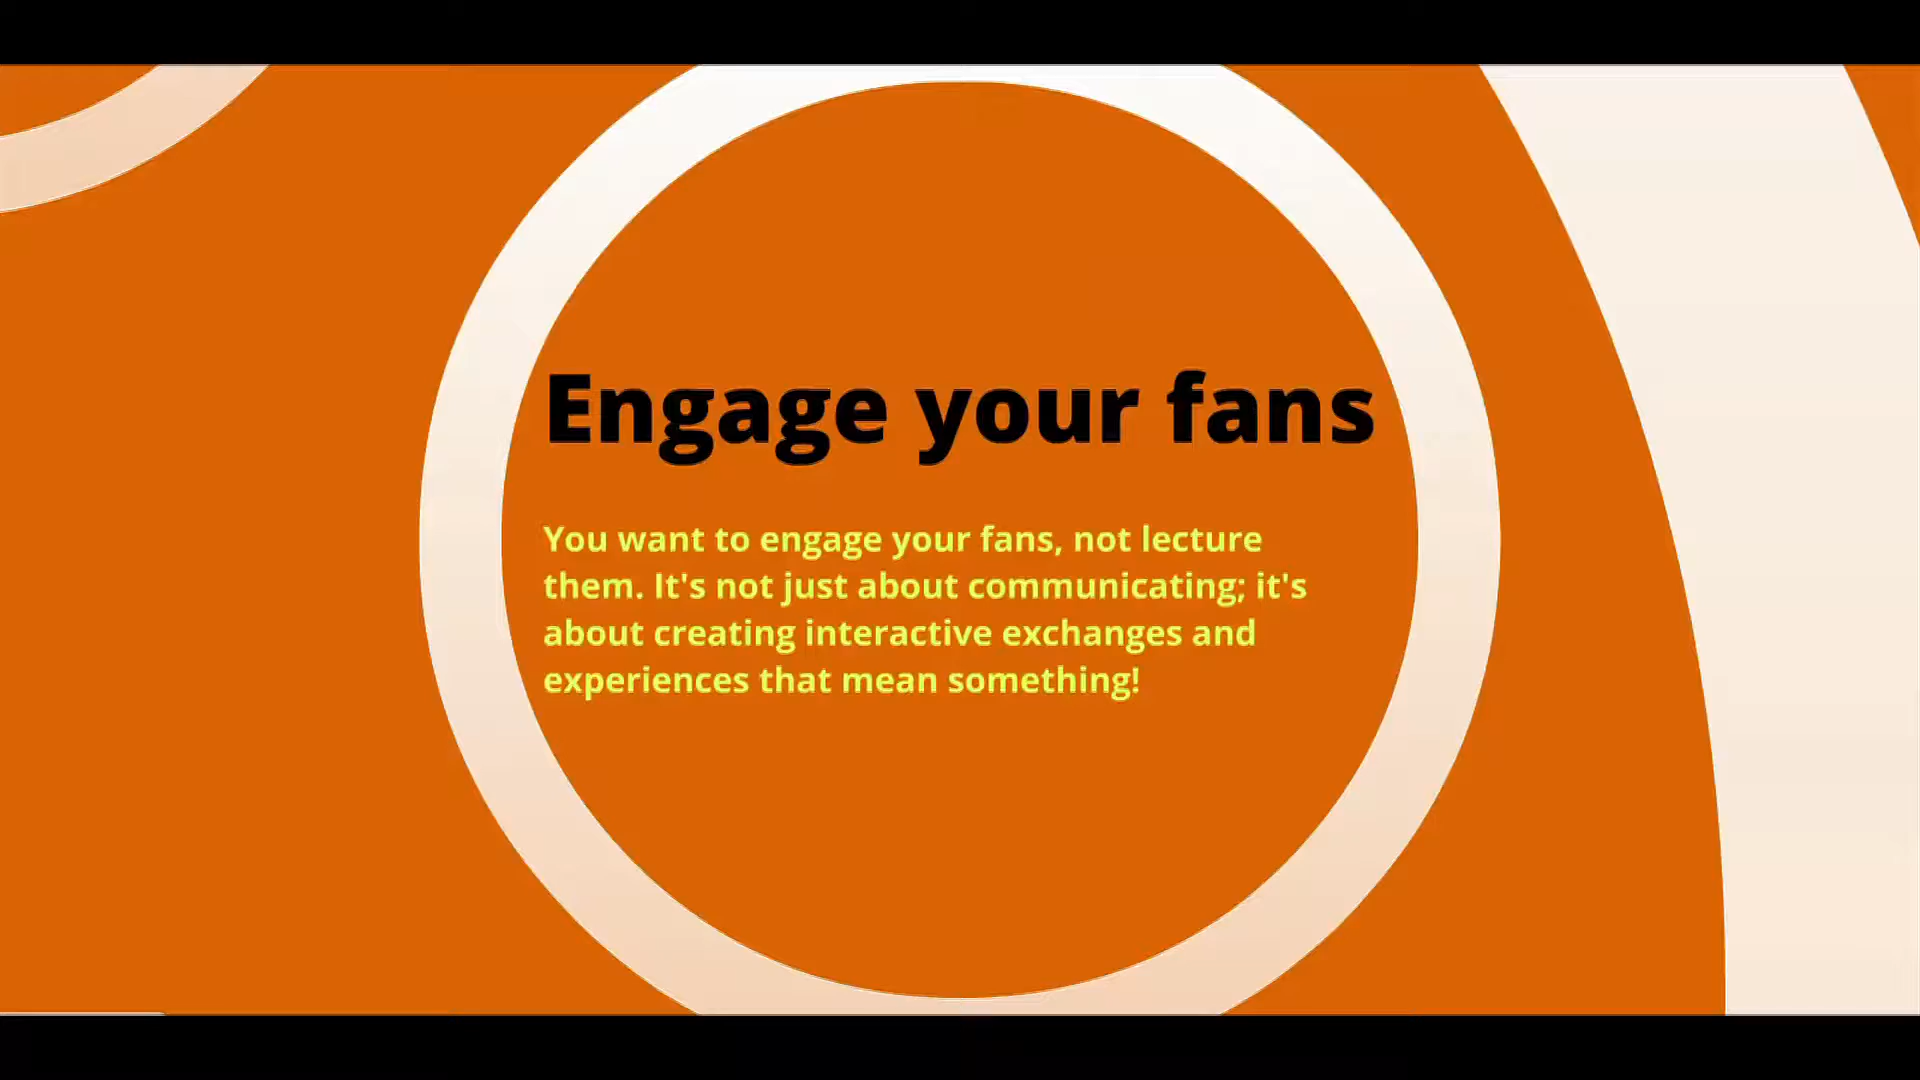 Engage your fans
You want to engage your fans, not lecture
them. It's not just about communicating; it's
about creating interactive exchanges and
experiences that mean something!